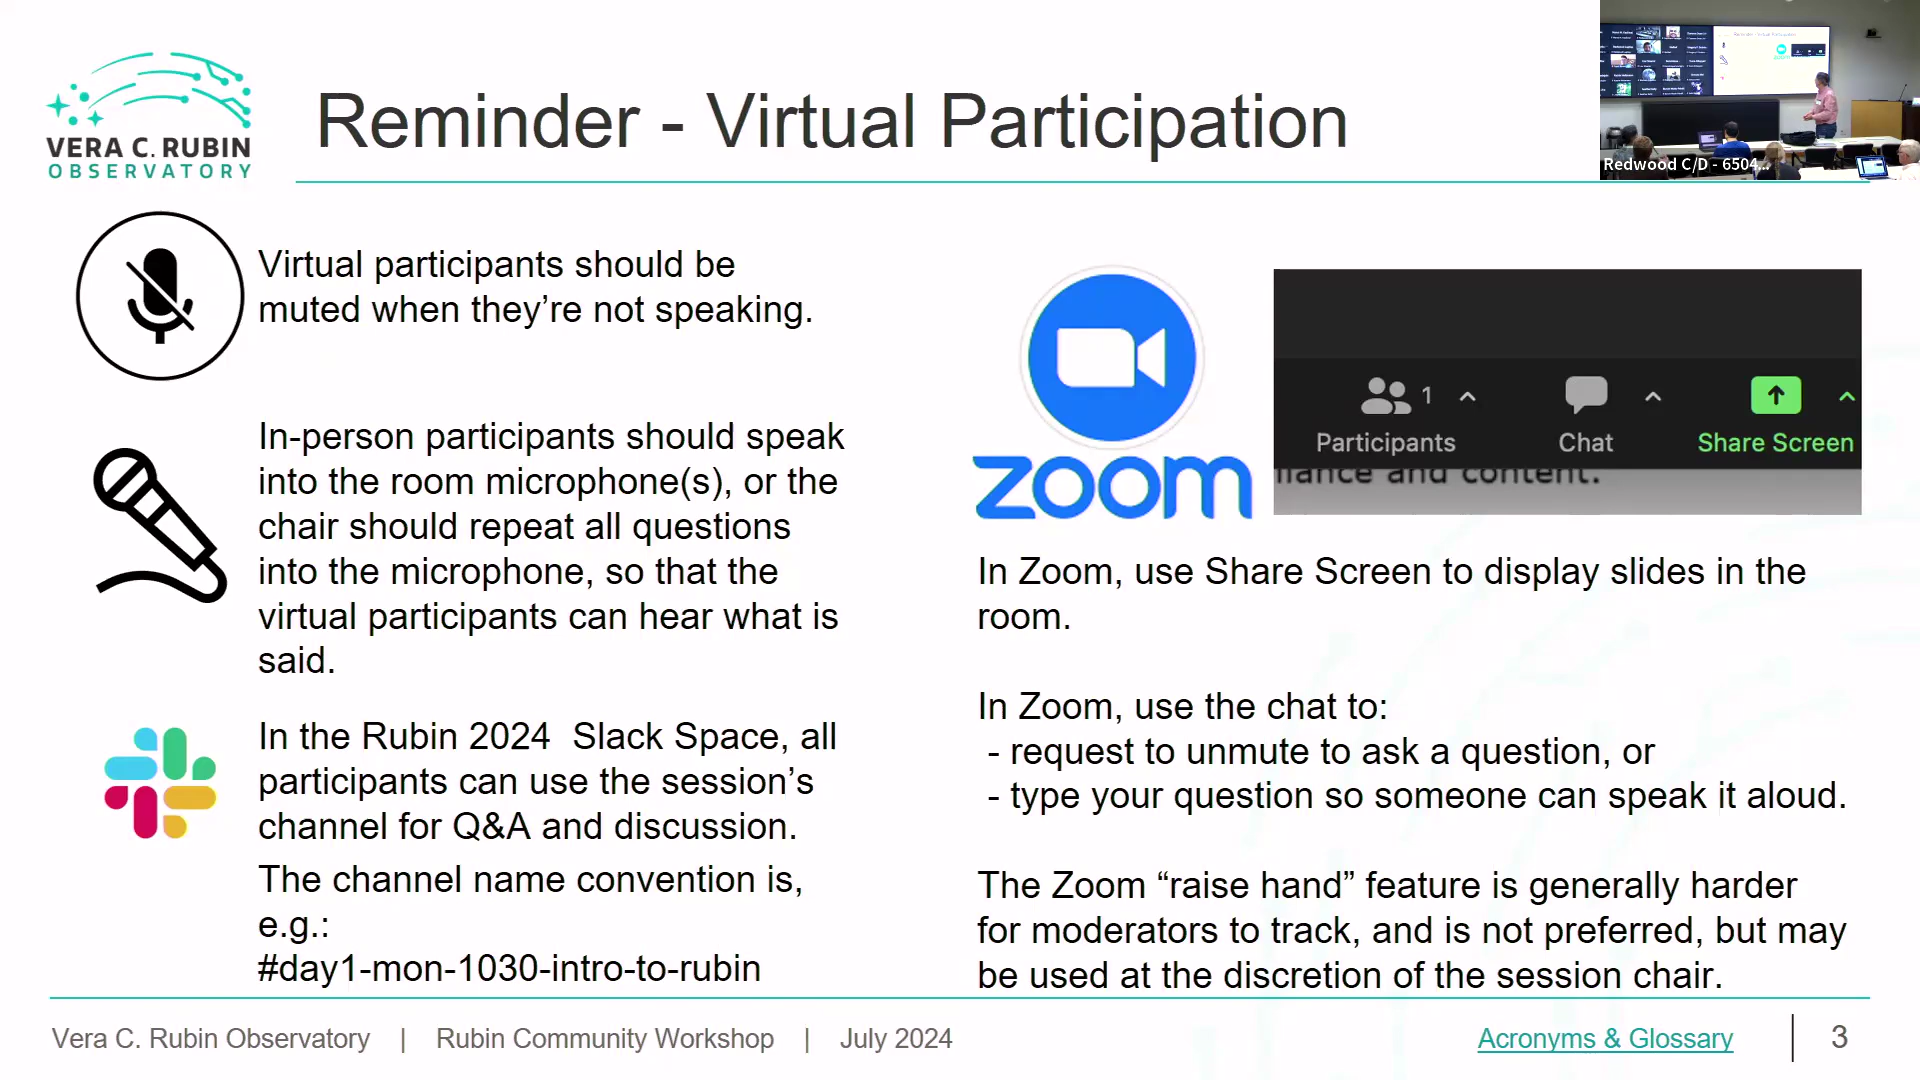 VERA C. RUBIN
OBSERVATORY
Reminder - Virtual Participation
Redwood C/D - 6504...
Virtual participants should be
muted when they’re not speaking.
In-person participants should speak
into the room microphone(s), or the
chair should repeat all questions
into the microphone, so that the
virtual participants can hear what is
said.
In the Rubin 2024  Slack Space, all
participants can use the session’s
channel for Q&A and discussion.
The channel name convention is,
e.g.:
#day1-mon-1030-intro-to-rubin
zoom
1
Participants
Chat
Share Screen
and content.
In Zoom, use Share Screen to display slides in the
room.
In Zoom, use the chat to:
- request to unmute to ask a question, or
- type your question so someone can speak it aloud.
The Zoom “raise hand” feature is generally harder
for moderators to track, and is not preferred, but may
be used at the discretion of the session chair.
Vera C. Rubin Observatory | Rubin Community Workshop | July 2024
Acronyms & Glossary | 3